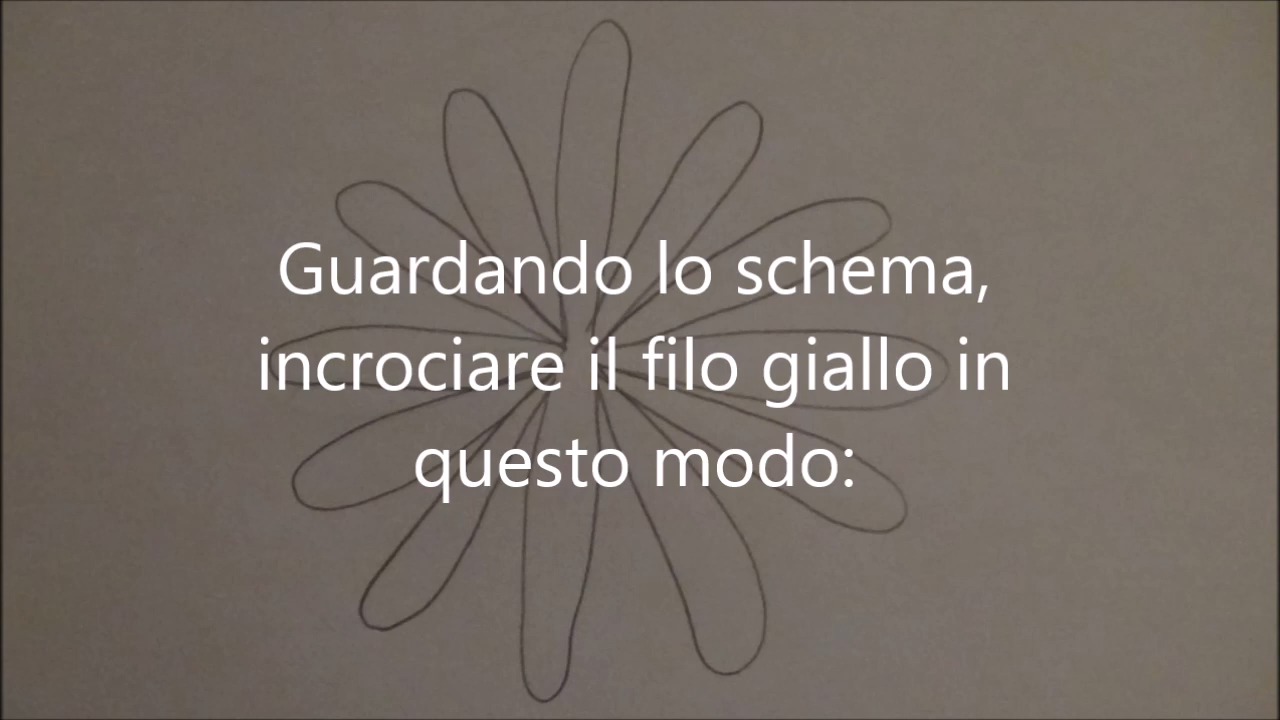 Guardando lo schema,
incrociare il filo giallo in
questo modo: